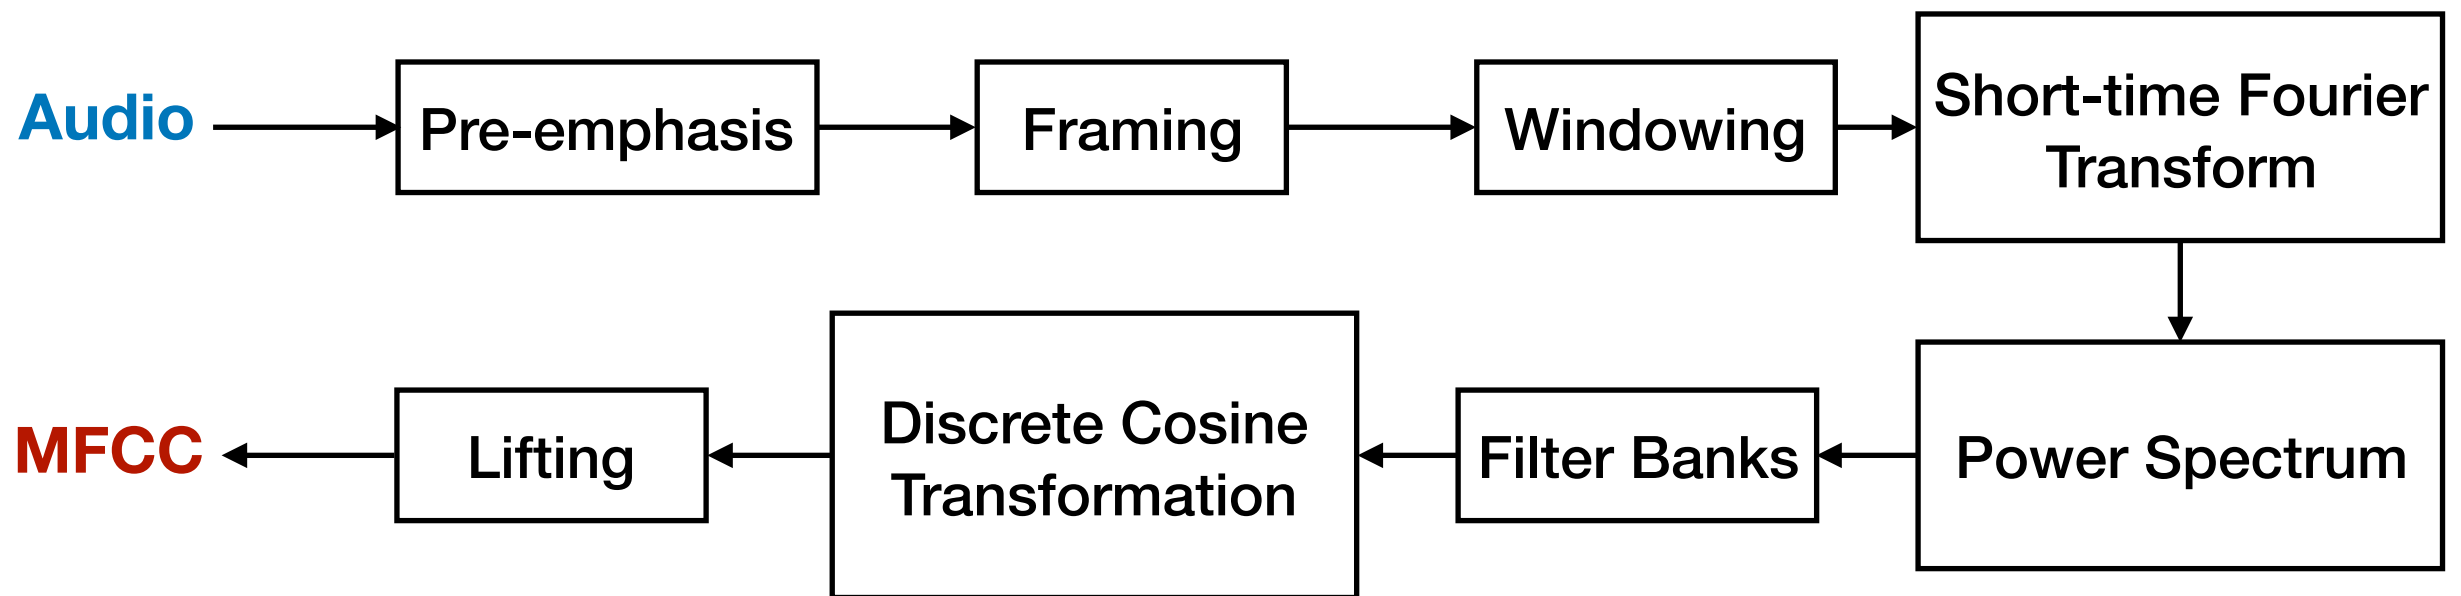 Audio
Pre-emphasis
Framing
Windowing
Short-time Fourier
Transform
Power Spectrum
Filter Banks
Discrete Cosine
Transformation
Lifting
MFCC